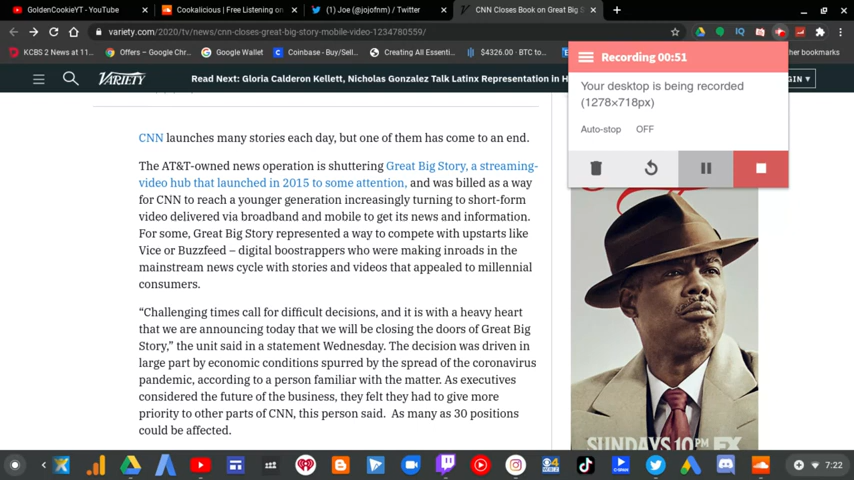 GoldenCookieYT - YouTube
Cookalicious | Free Listening on
Joe (@jojofnm) / Twitter
CNN Closes Book on Great Big S
variety.com/2020/tv/news/cnn-closes-great-big-story-mobile-video-1234780559/
KCBS 2 News at 11...
Offers – Google Chr...
Google Wallet
Coinbase - Buy/Sell...
Creating All Essenti...
$4326.00 - BTC to...
her bookmarks
VARIETY
Read Next: Gloria Calderon Kellett, Nicholas Gonzalez Talk Latinx Representation in H
GIN
Recording 00:51
Your desktop is being recorded
(1278×718px)
Auto-stop OFF
CNN launches many stories each day, but one of them has come to an end.
The AT&T-owned news operation is shuttering Great Big Story, a streaming-
video hub that launched in 2015 to some attention, and was billed as a way
for CNN to reach a younger generation increasingly turning to short-form
video delivered via broadband and mobile to get its news and information.
For some, Great Big Story represented a way to compete with upstarts like
Vice or Buzzfeed – digital boostrappers who were making inroads in the
mainstream news cycle with stories and videos that appealed to millennial
consumers.
“Challenging times call for difficult decisions, and it is with a heavy heart
that we are announcing today that we will be closing the doors of Great Big
Story,” the unit said in a statement Wednesday. The decision was driven in
large part by economic conditions spurred by the spread of the coronavirus
pandemic, according to a person familiar with the matter. As executives
considered the future of the business, they felt they had to give more
priority to other parts of CNN, this person said. As many as 30 positions
could be affected.
SUNDAYS 10PM FX
7:22